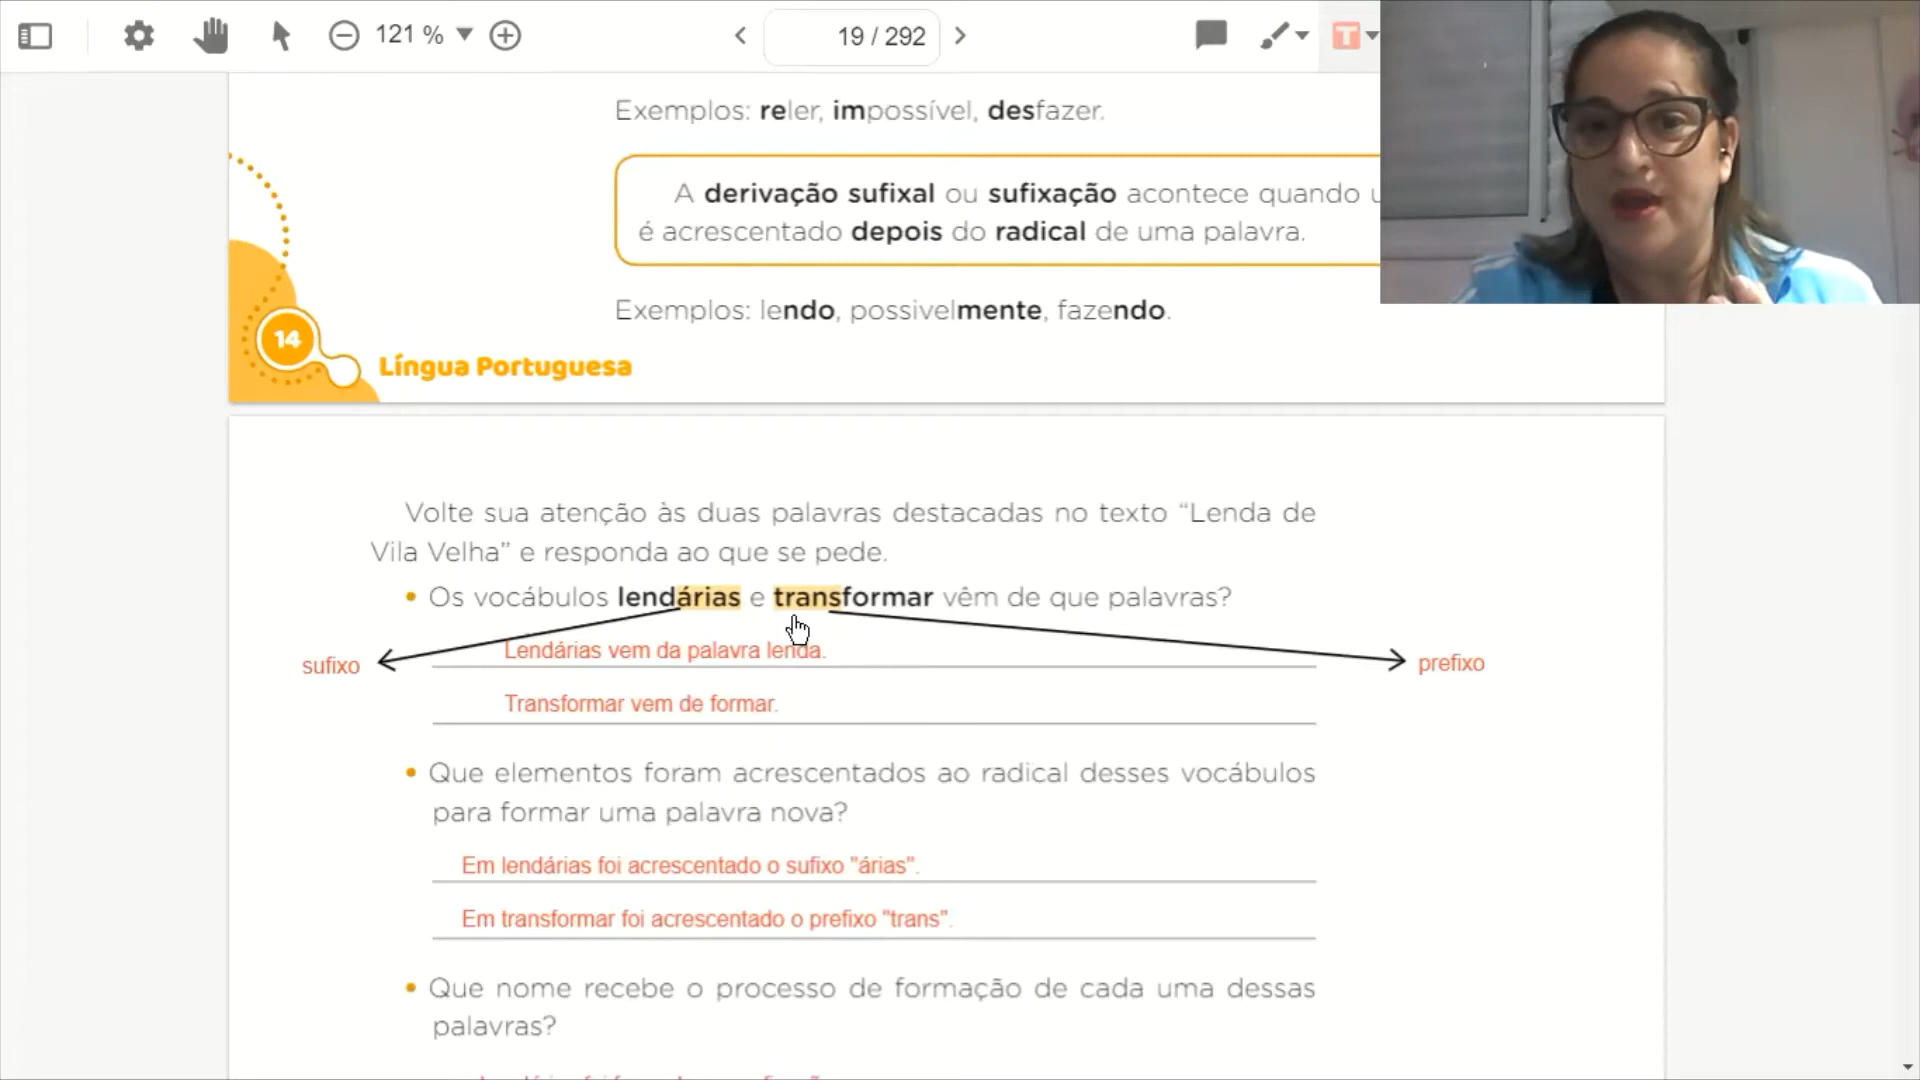 121 %
19 / 292
T
Exemplos: reler, impossível, desfazer.
A derivação sufixal ou sufixação acontece quando
é acrescentado depois do radical de uma palavra.
Exemplos: lendo, possivelmente, fazendo.
14
Língua Portuguesa
Volte sua atenção às duas palavras destacadas no texto “Lenda de
Vila Velha” e responda ao que se pede.
• Os vocábulos lendárias e transformar vêm de que palavras?
Lendárias vem da palavra lenda.
sufixo
prefixo
Transformar vem de formar.
• Que elementos foram acrescentados ao radical desses vocábulos
para formar uma palavra nova?
Em lendárias foi acrescentado o sufixo "árias".
Em transformar foi acrescentado o prefixo "trans".
• Que nome recebe o processo de formação de cada uma dessas
palavras?